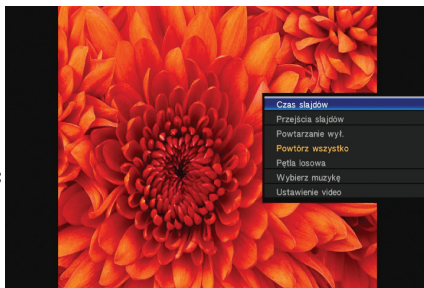 Czas slajdów
Przejścia slajdów
Powtarzanie wył.
Powtórz wszystko
Pętla losowa
Wybierz muzykę
Ustawienie video